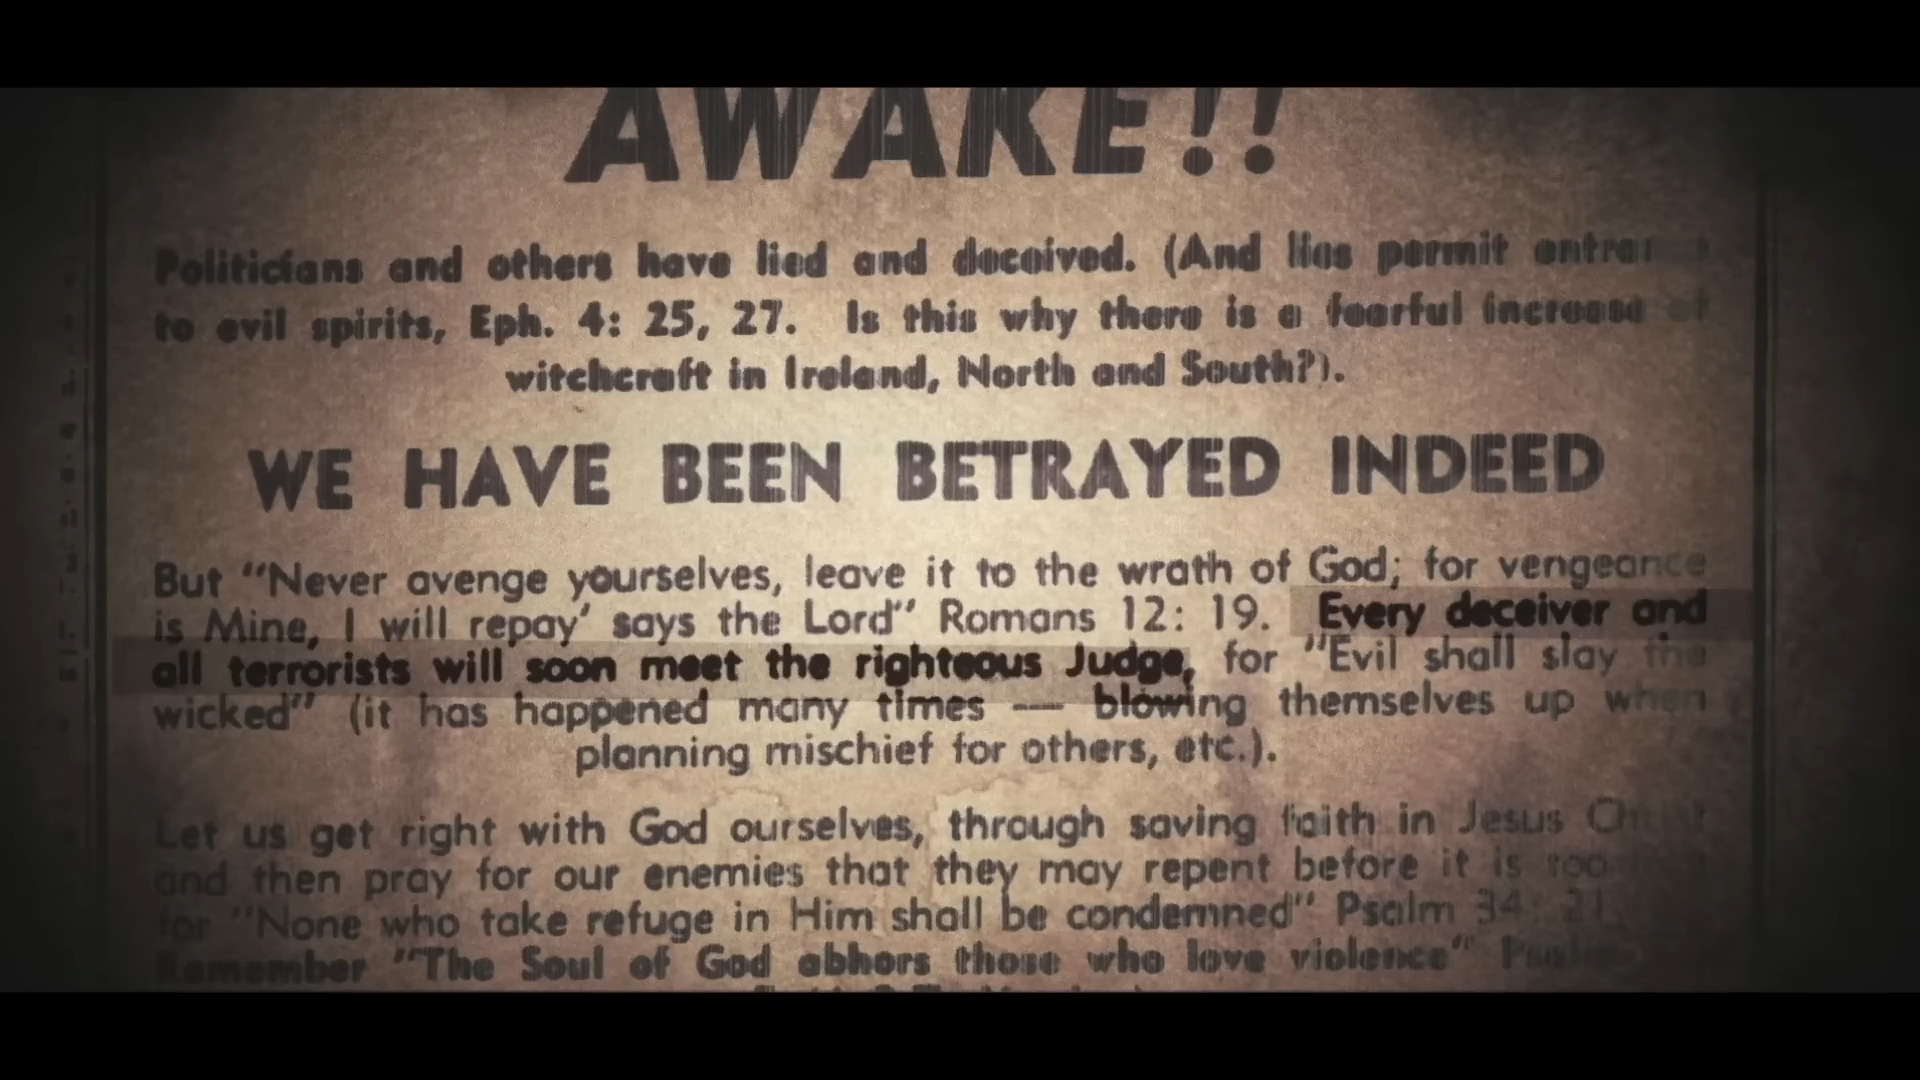 AWAKE!!
Politicians and others have lied and deceived. (And lies permit
to evil spirits, Eph. 4: 25, 27. Is this why there is a fearful increase of
witchcraft in Ireland, North and South?).
WE HAVE BEEN BETRAYED INDEED
But "Never avenge yourselves, leave it to the wrath of God; for vengeance
is Mine, I will repay' says the Lord" Romans 12: 19. Every deceiver and
all terrorists will soon meet the righteous Judge, for "Evil shall slay the
wicked" (it has happened many times — blowing themselves up when
planning mischief for others, etc.).
Let us get right with God ourselves, through saving faith in Jesus
and then pray for our enemies that they may repent before it is too
for "None who take refuge in Him shall be condemned" Psalm 34: 21.
Remember "The Soul of God abhors those who love violence"